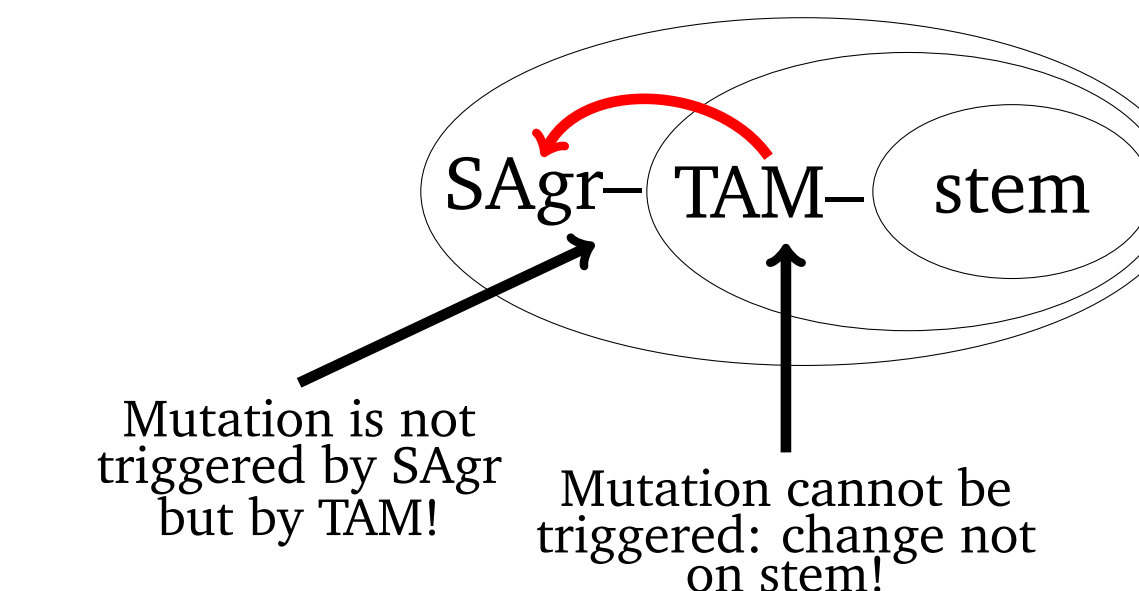 SAgr– TAM– stem
Mutation is not
triggered by SAgr
but by TAM!
Mutation cannot be
triggered: change not
on stem!